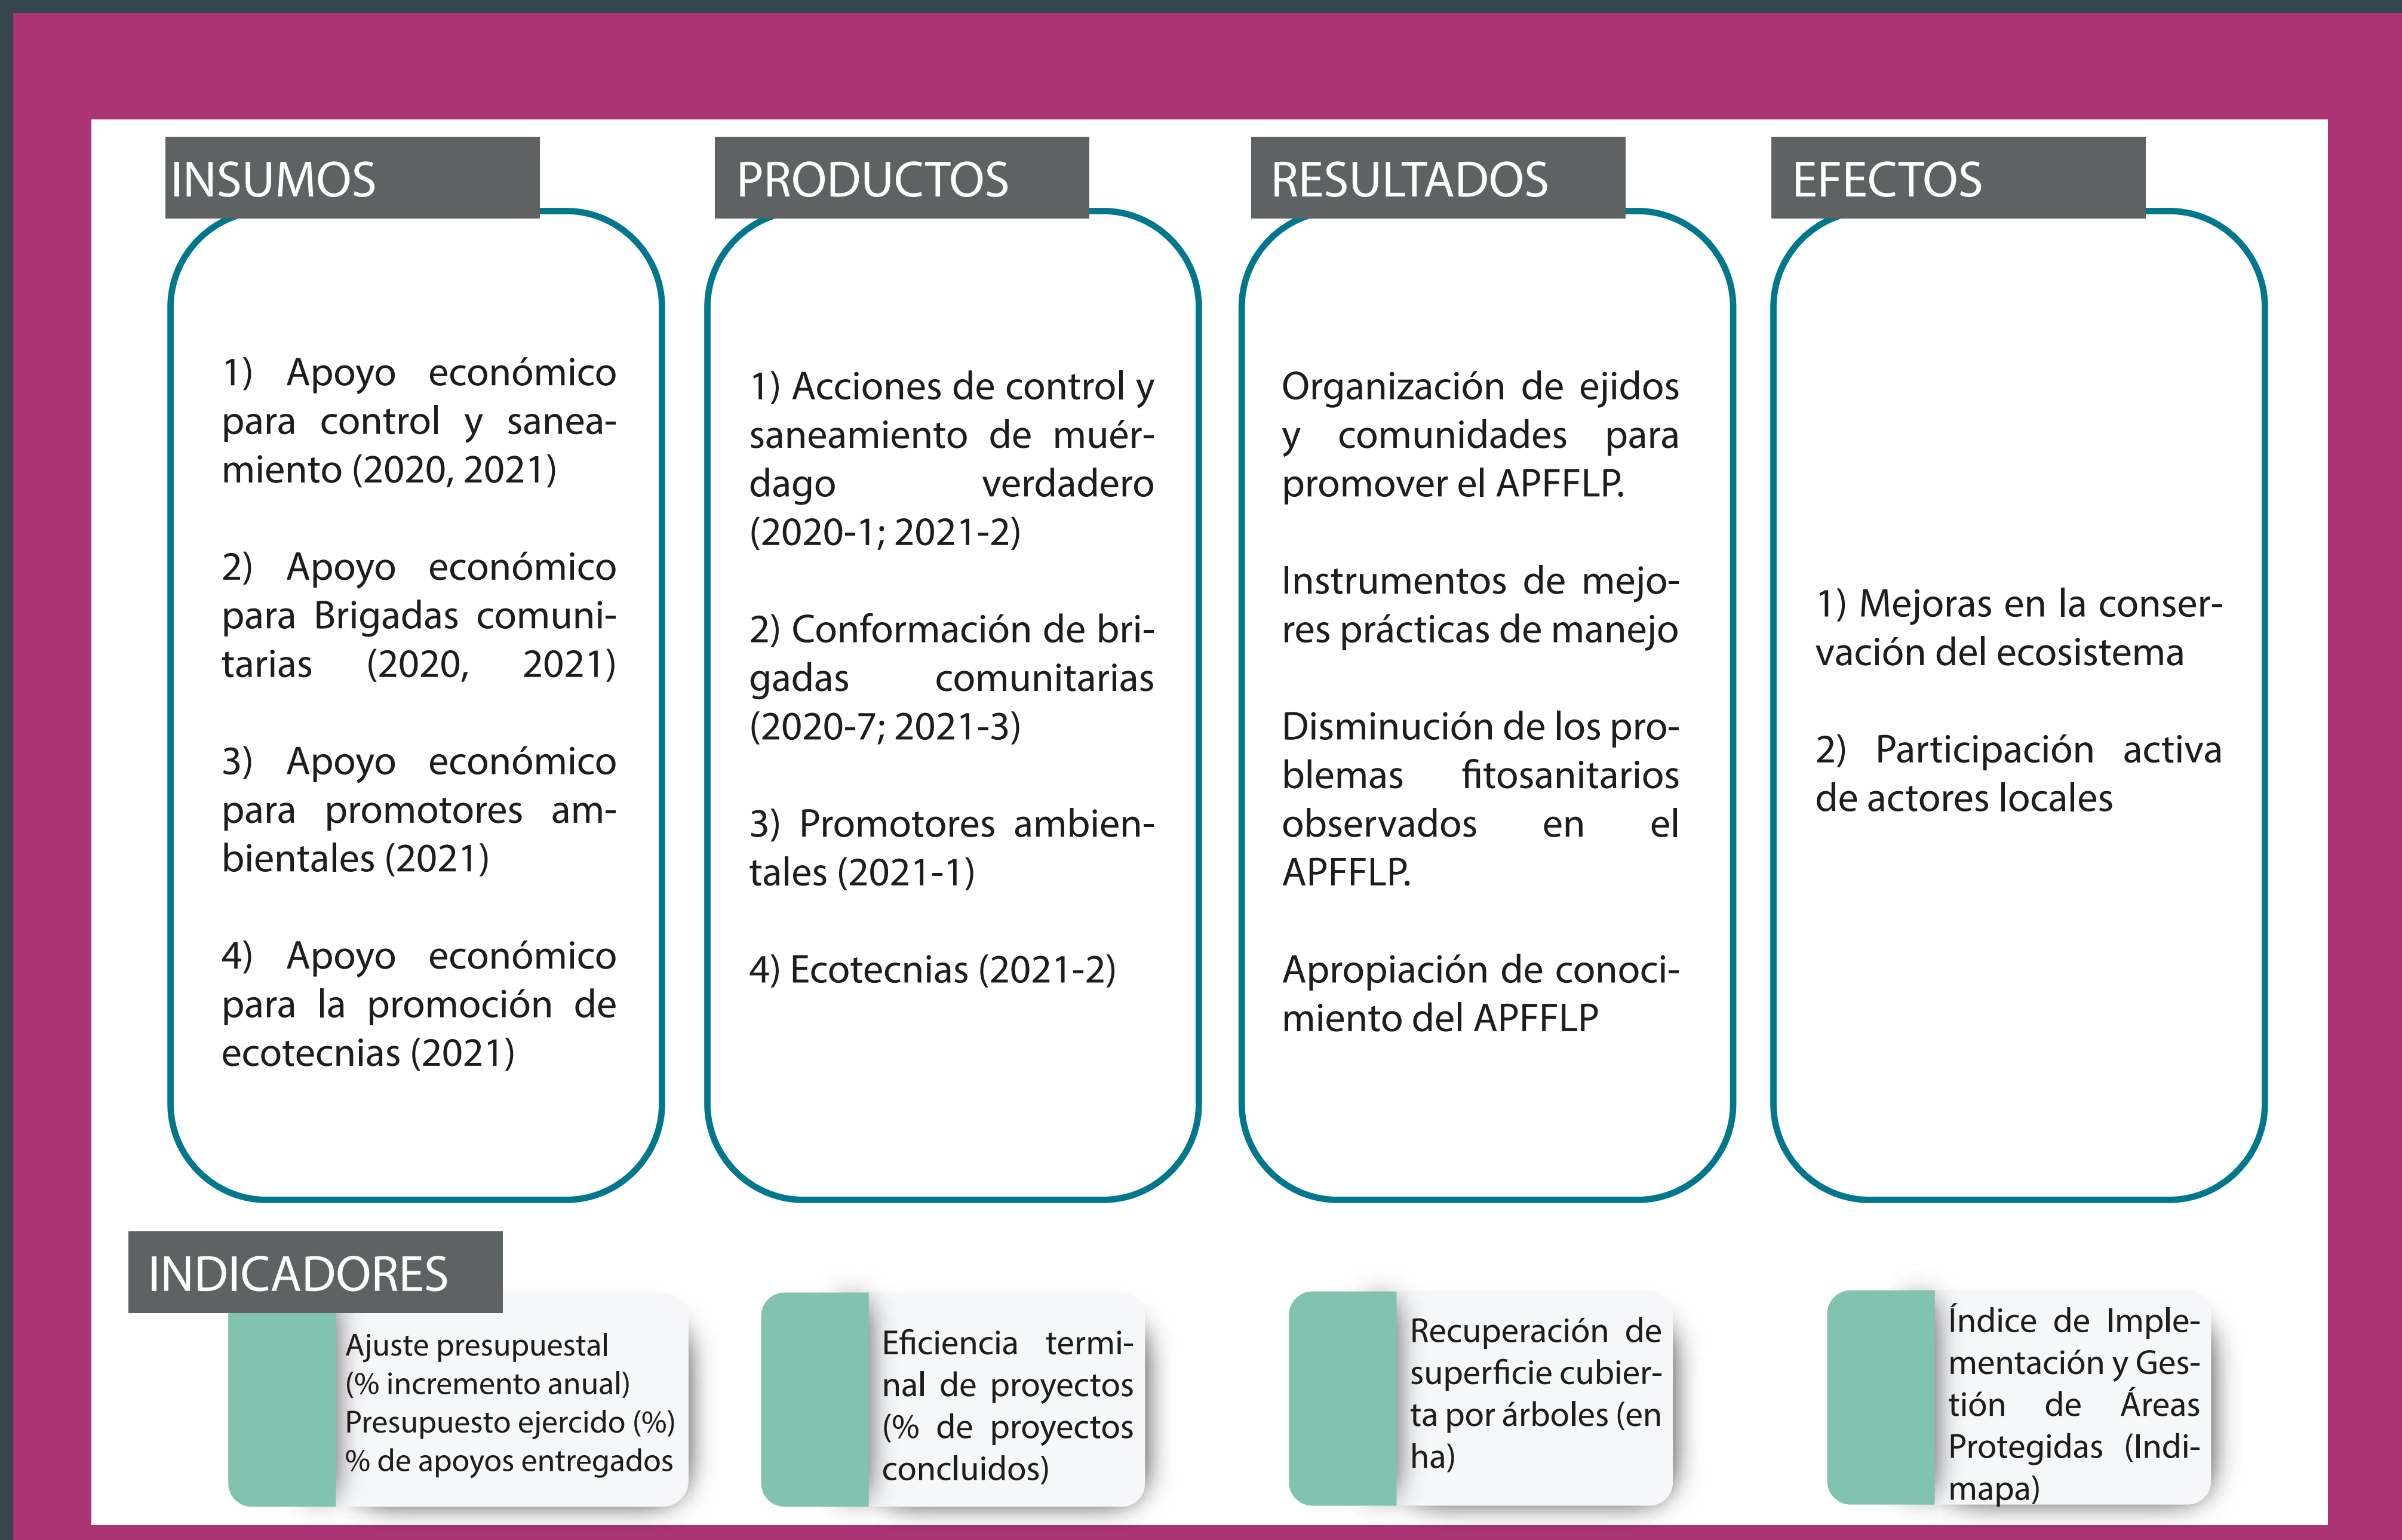 INSUMOS
1) Apoyo económico
para control y sanea-
miento (2020, 2021)
2) Apoyo económico
para Brigadas comuni-
tarias (2020, 2021)
3) Apoyo económico
para promotores am-
bientales (2021)
4) Apoyo económico
para la promoción de
ecotecnias (2021)
PRODUCTOS
1) Acciones de control y
saneamiento de muér-
dago verdadero
(2020-1; 2021-2)
2) Conformación de bri-
gadas comunitarias
(2020-7; 2021-3)
3) Promotores ambien-
tales (2021-1)
4) Ecotecnias (2021-2)
RESULTADOS
Organización de ejidos
y comunidades para
promover el APFFLP.
Instrumentos de mejo-
res prácticas de manejo
Disminución de los pro-
blemas fitosanitarios
observados en el
APFFLP.
Apropiación de conoci-
miento del APFFLP
EFECTOS
1) Mejoras en la conser-
vación del ecosistema
2) Participación activa
de actores locales
INDICADORES
Ajuste presupuestal
(% incremento anual)
Presupuesto ejercido (%)
% de apoyos entregados
Eficiencia termi-
nal de proyectos
(% de proyectos
concluidos)
Recuperación de
superficie cubier-
ta por árboles (en
ha)
Índice de Imple-
mentación y Ges-
tión de Áreas
Protegidas (Indi-
mapa)